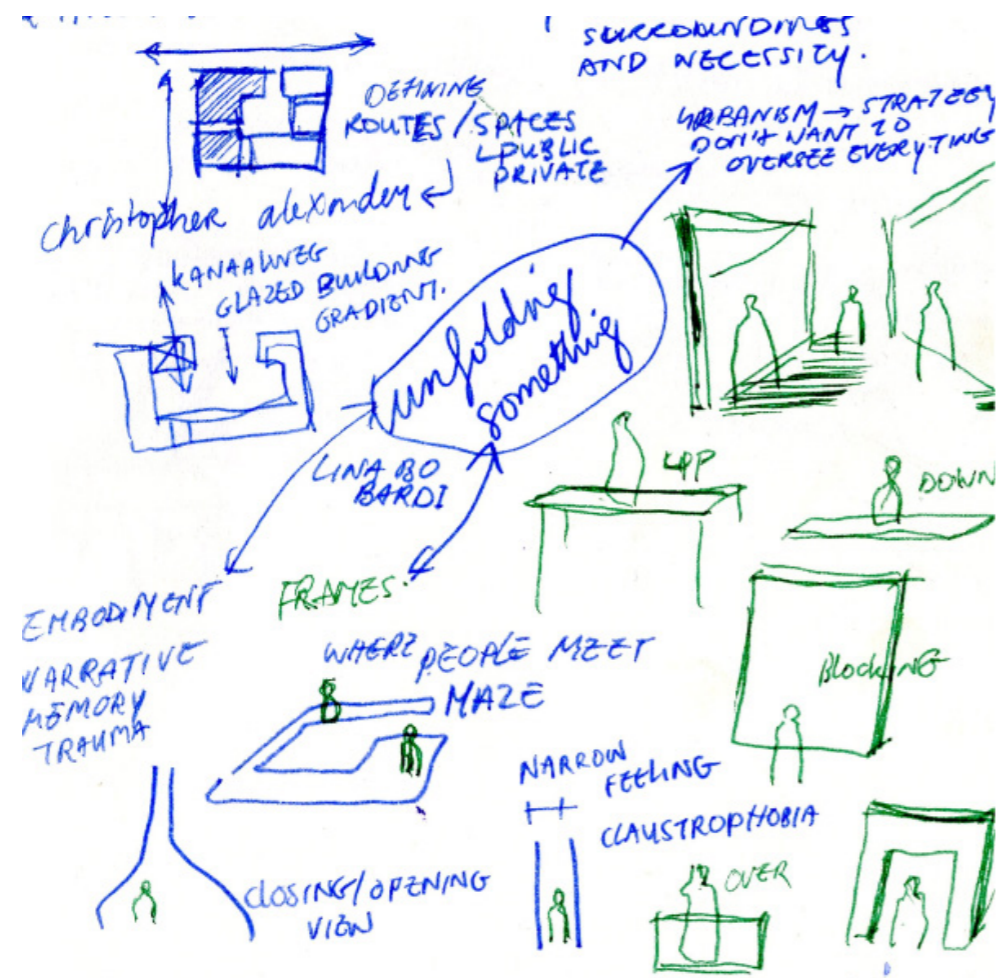 SURROUNDINGS
AND NECESSITY.
DEFINING
ROUTES / SPACES
PUBLIC
PRIVATE
URBANISM → STRATEGY
DON'T WANT TO
OVERSEE EVERYTING
christopher alexander
KANAALWEG
GLAZED BUILDING
GRADIENT.
unfolding
something
LINA BO
BARDI
UP
DOWN
EMBODIMENT
FRAMES.
NARRATIVE
MEMORY
TRAUMA
WHERE PEOPLE MEET
MAZE
BlockING
NARROW
FEELING
CLAUSTROPHOBIA
CLOSING/OPENING
VIEW
OVER